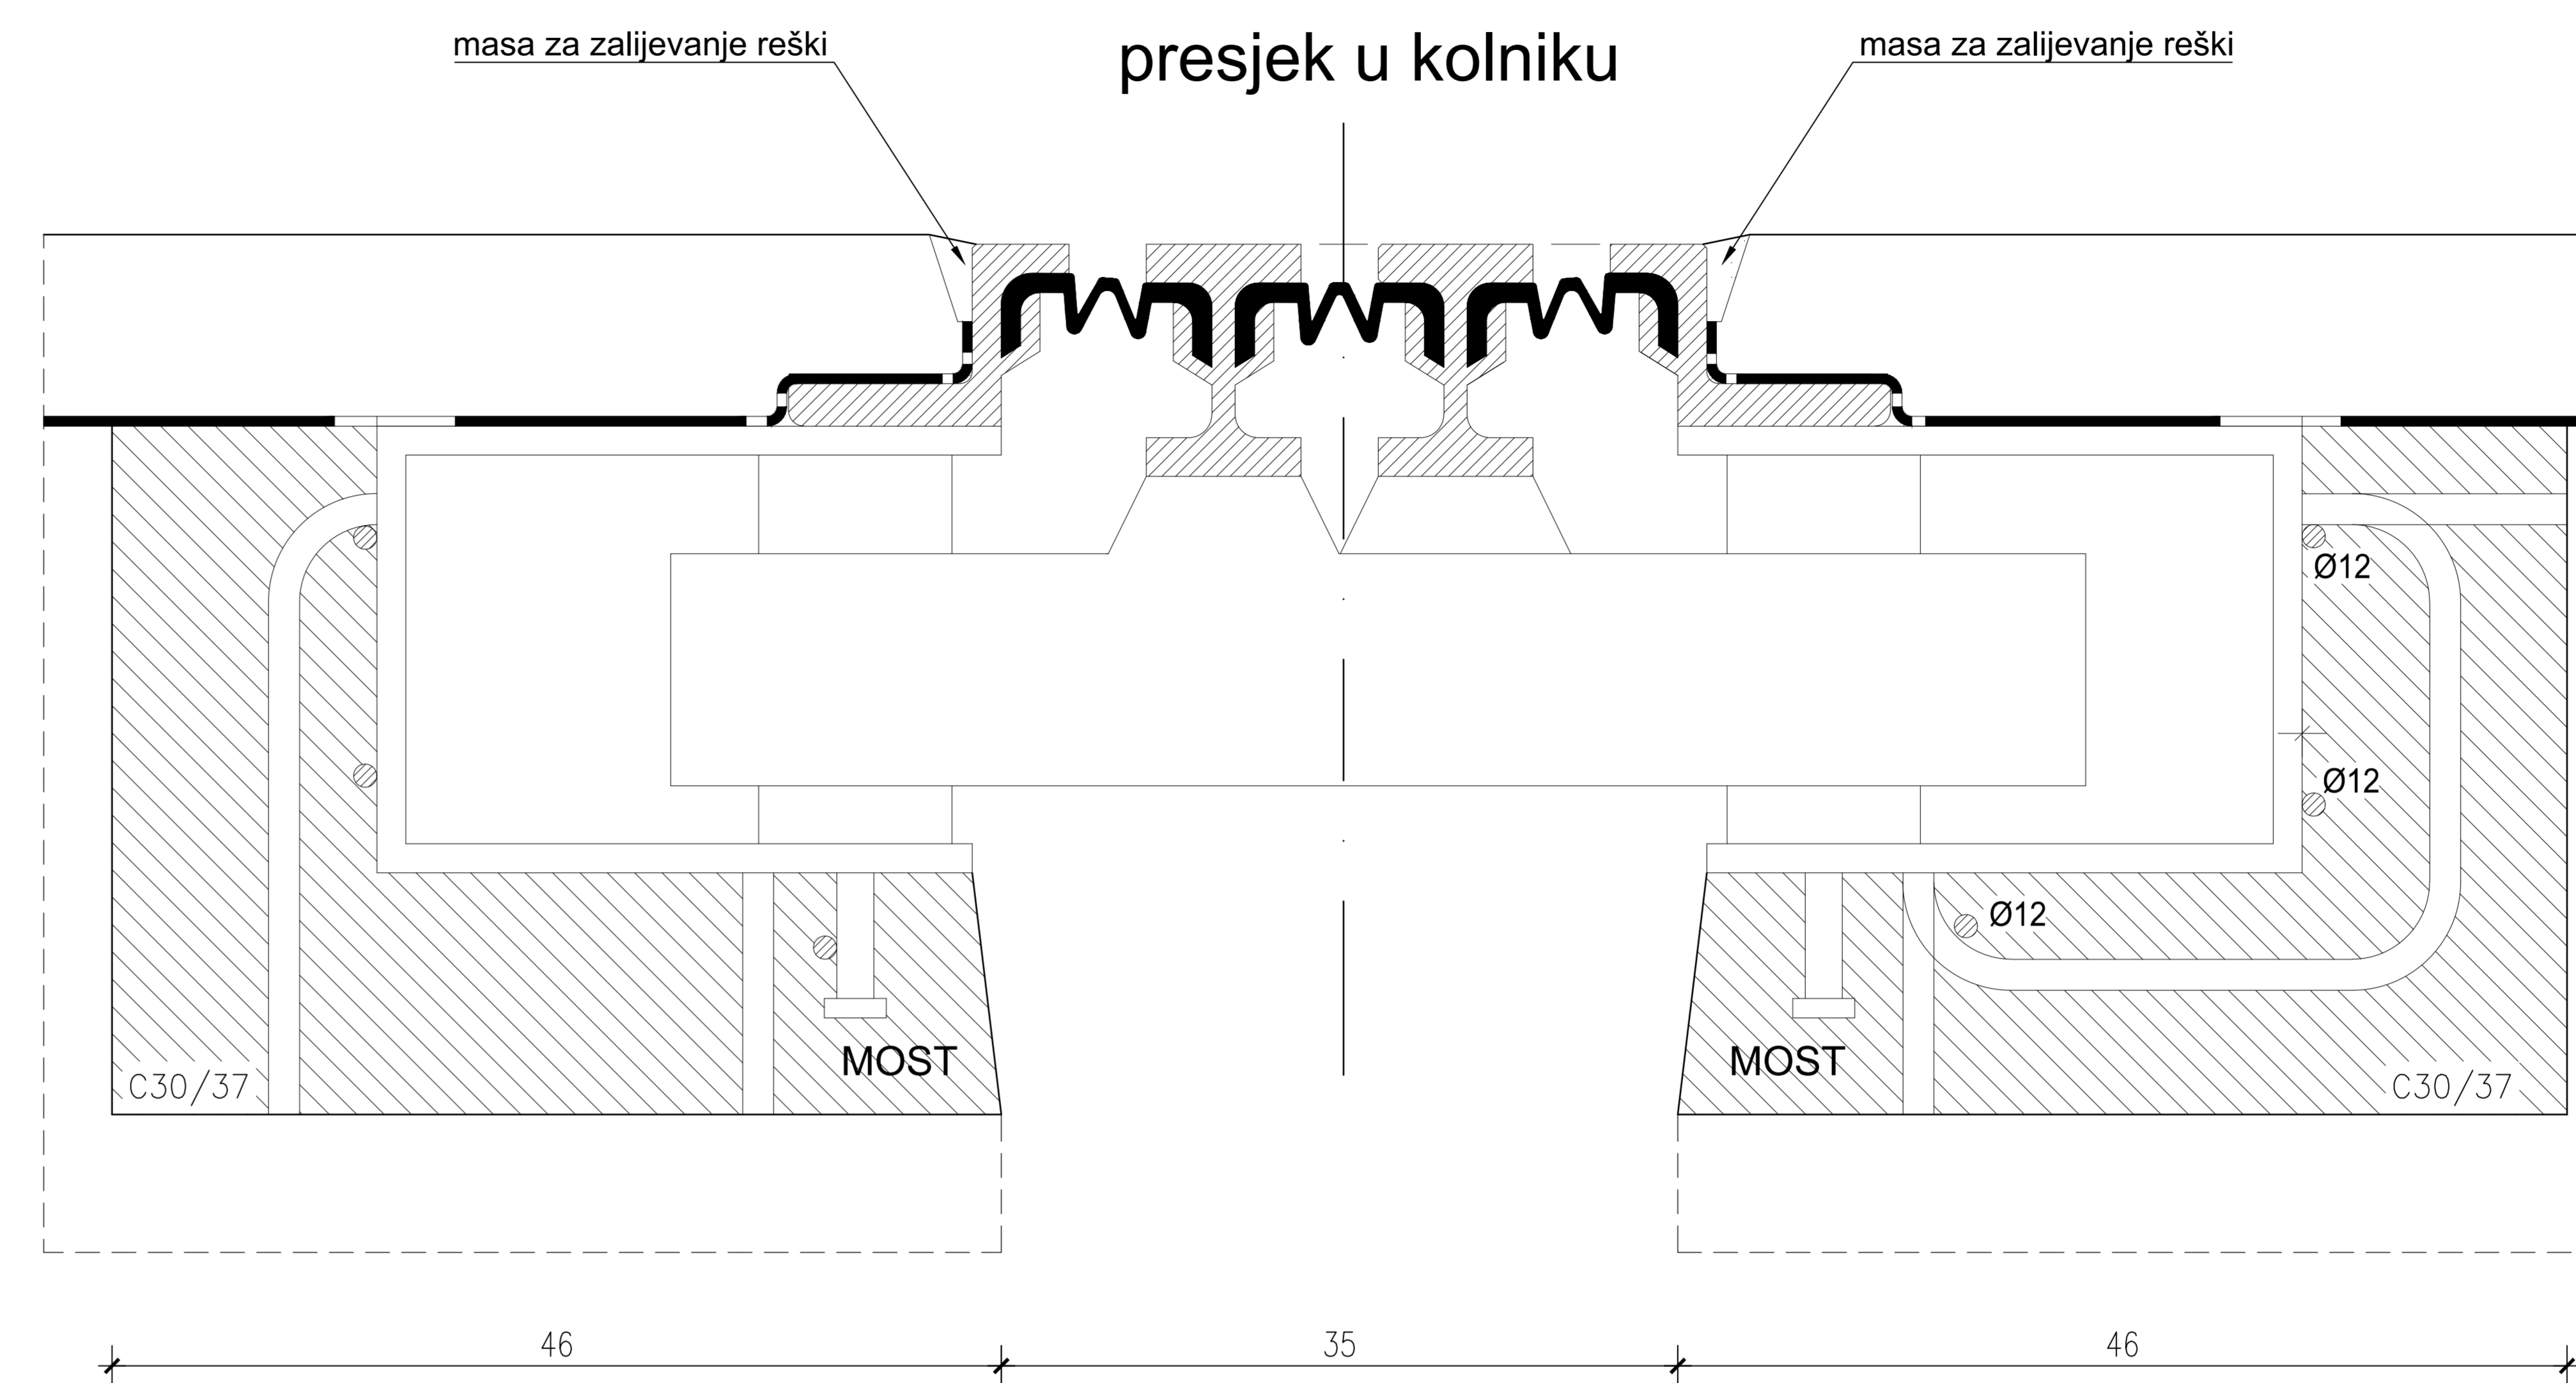 masa za zalijevanje reški
presjek u kolniku
masa za zalijevanje reški
Ø12
Ø12
Ø12
MOST
MOST
C30/37
C30/37
46
35
46